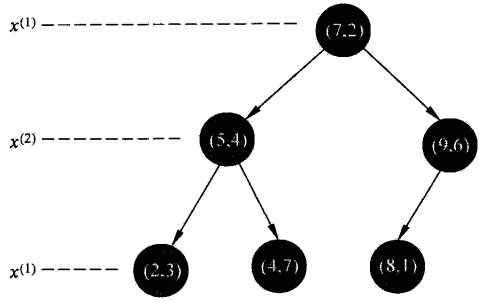 x(1) (7,2)
x(2) (5,4) (9,6)
x(1) (2,3) (4,7) (8,1)